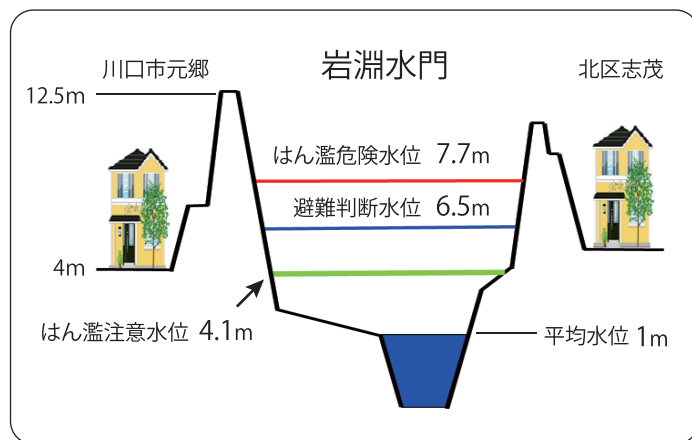 川口市元郷
岩淵水門
北区志茂
12.5m
はん濫危険水位 7.7m
避難判断水位 6.5m
4m
はん濫注意水位 4.1m
平均水位 1m